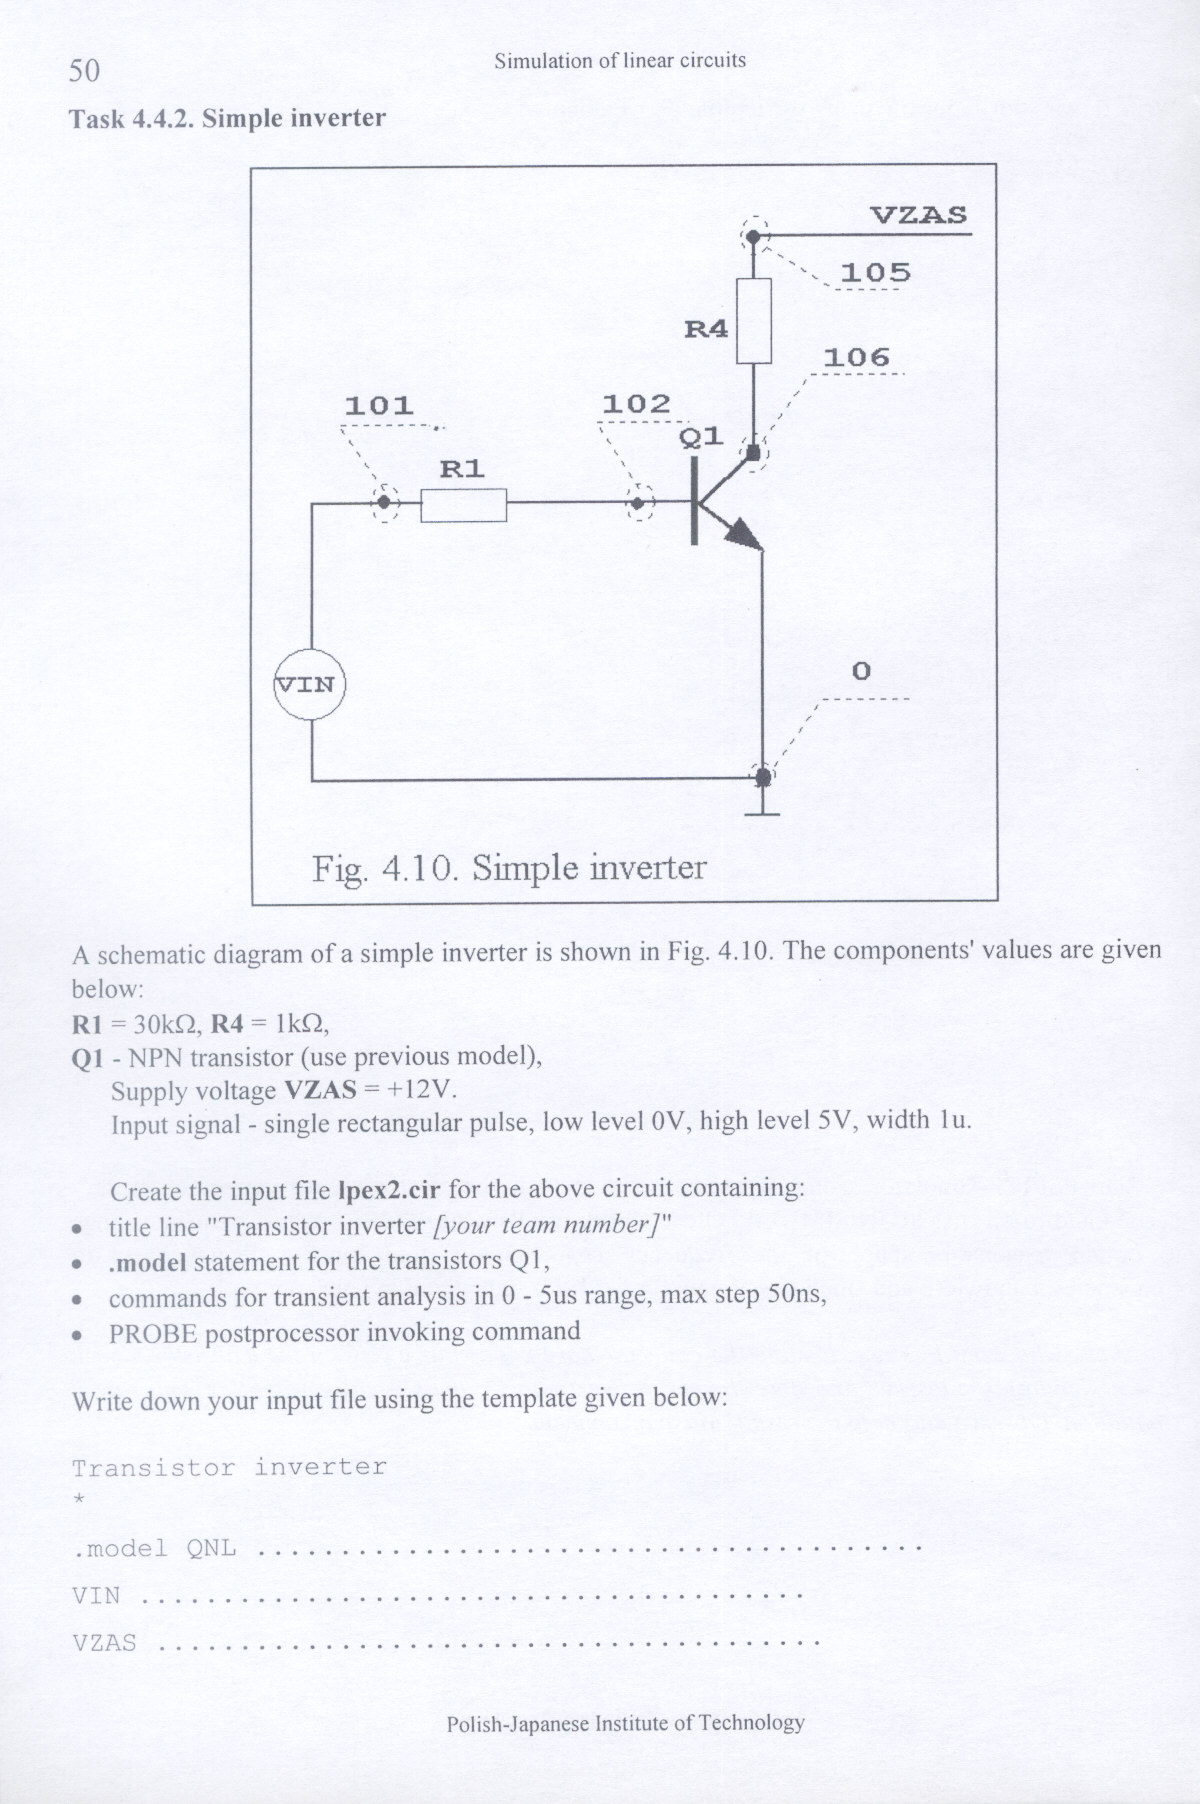 50
Simulation of linear circuits
Task 4.4.2. Simple inverter
VZAS
105
R4
106
101
102
Q1
R1
VIN
0
Fig. 4.10. Simple inverter
A schematic diagram of a simple inverter is shown in Fig. 4.10. The components' values are given
below:
R1 = 30kΩ, R4 = 1kΩ,
Q1 - NPN transistor (use previous model),
Supply voltage VZAS = +12V.
Input signal - single rectangular pulse, low level 0V, high level 5V, width 1u.
Create the input file lpex2.cir for the above circuit containing:
• title line "Transistor inverter [your team number]"
• .model statement for the transistors Q1,
• commands for transient analysis in 0 - 5us range, max step 50ns,
• PROBE postprocessor invoking command
Write down your input file using the template given below:
Transistor inverter
*
.model QNL ........................................
VIN ........................................
VZAS ........................................
Polish-Japanese Institute of Technology